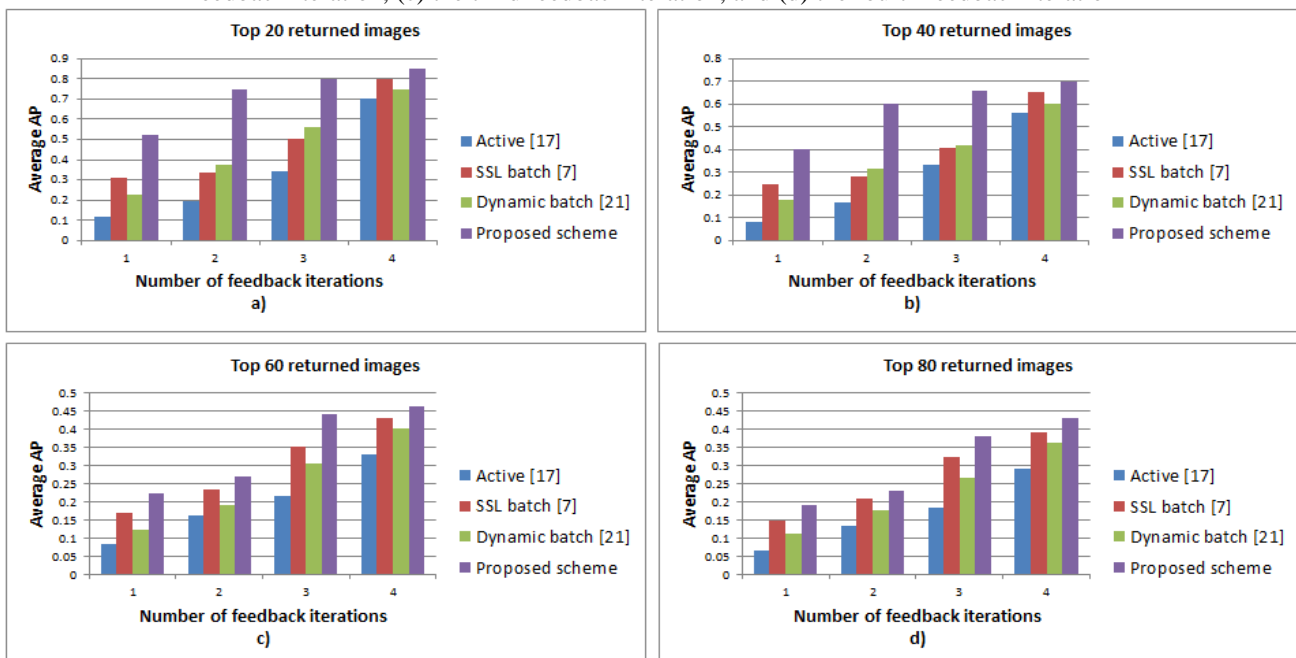 Top 20 returned images
Average AP
0.9
0.8
0.7
0.6
0.5
0.4
0.3
0.2
0.1
0
1 2 3 4
Number of feedback iterations
a)
Active [17]
SSL batch [7]
Dynamic batch [21]
Proposed scheme
Top 40 returned images
Average AP
0.8
0.7
0.6
0.5
0.4
0.3
0.2
0.1
0
1 2 3 4
Number of feedback iterations
b)
Active [17]
SSL batch [7]
Dynamic batch [21]
Proposed scheme
Top 60 returned images
Average AP
0.5
0.45
0.4
0.35
0.3
0.25
0.2
0.15
0.1
0.05
0
1 2 3 4
Number of feedback iterations
c)
Active [17]
SSL batch [7]
Dynamic batch [21]
Proposed scheme
Top 80 returned images
Average AP
0.5
0.45
0.4
0.35
0.3
0.25
0.2
0.15
0.1
0.05
0
1 2 3 4
Number of feedback iterations
d)
Active [17]
SSL batch [7]
Dynamic batch [21]
Proposed scheme